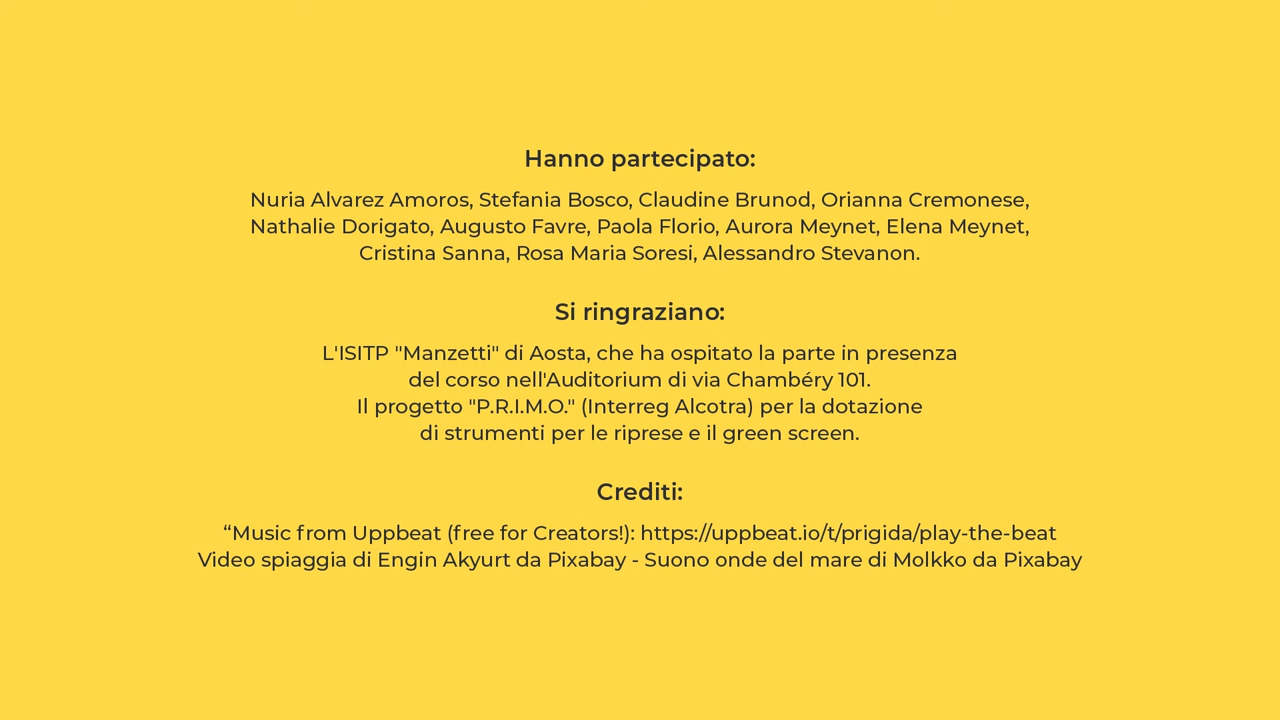 Hanno partecipato:
Nuria Alvarez Amoros, Stefania Bosco, Claudine Brunod, Orianna Cremonese,
Nathalie Dorigato, Augusto Favre, Paola Florio, Aurora Meynet, Elena Meynet,
Cristina Sanna, Rosa Maria Soresi, Alessandro Stevanon.
Si ringraziano:
L'ISITP "Manzetti" di Aosta, che ha ospitato la parte in presenza
del corso nell'Auditorium di via Chambéry 101.
Il progetto "P.R.I.M.O." (Interreg Alcotra) per la dotazione
di strumenti per le riprese e il green screen.
Crediti:
“Music from Uppbeat (free for Creators!): https://uppbeat.io/t/prigida/play-the-beat
Video spiaggia di Engin Akyurt da Pixabay - Suono onde del mare di Molkko da Pixabay